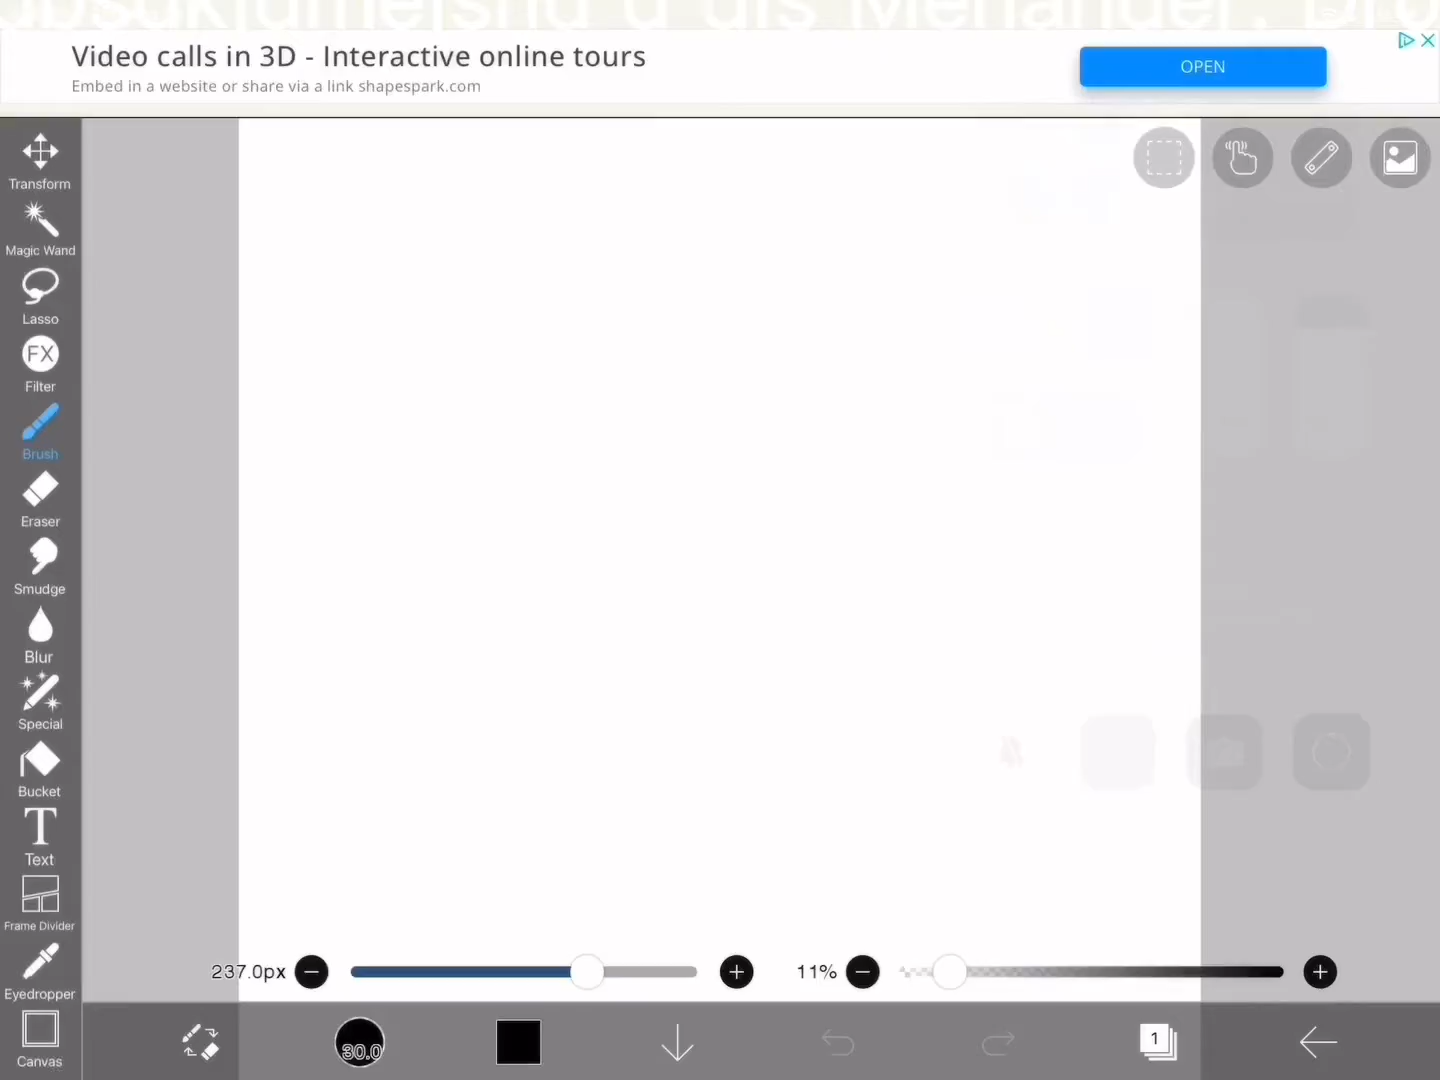 Video calls in 3D - Interactive online tours
Embed in a website or share via a link shapespark.com
OPEN
Transform
Magic Wand
Lasso
FX
Filter
Brush
Eraser
Smudge
Blur
Special
Bucket
T
Text
Frame Divider
Eyedropper
Canvas
237.0px
11%
30.0
1